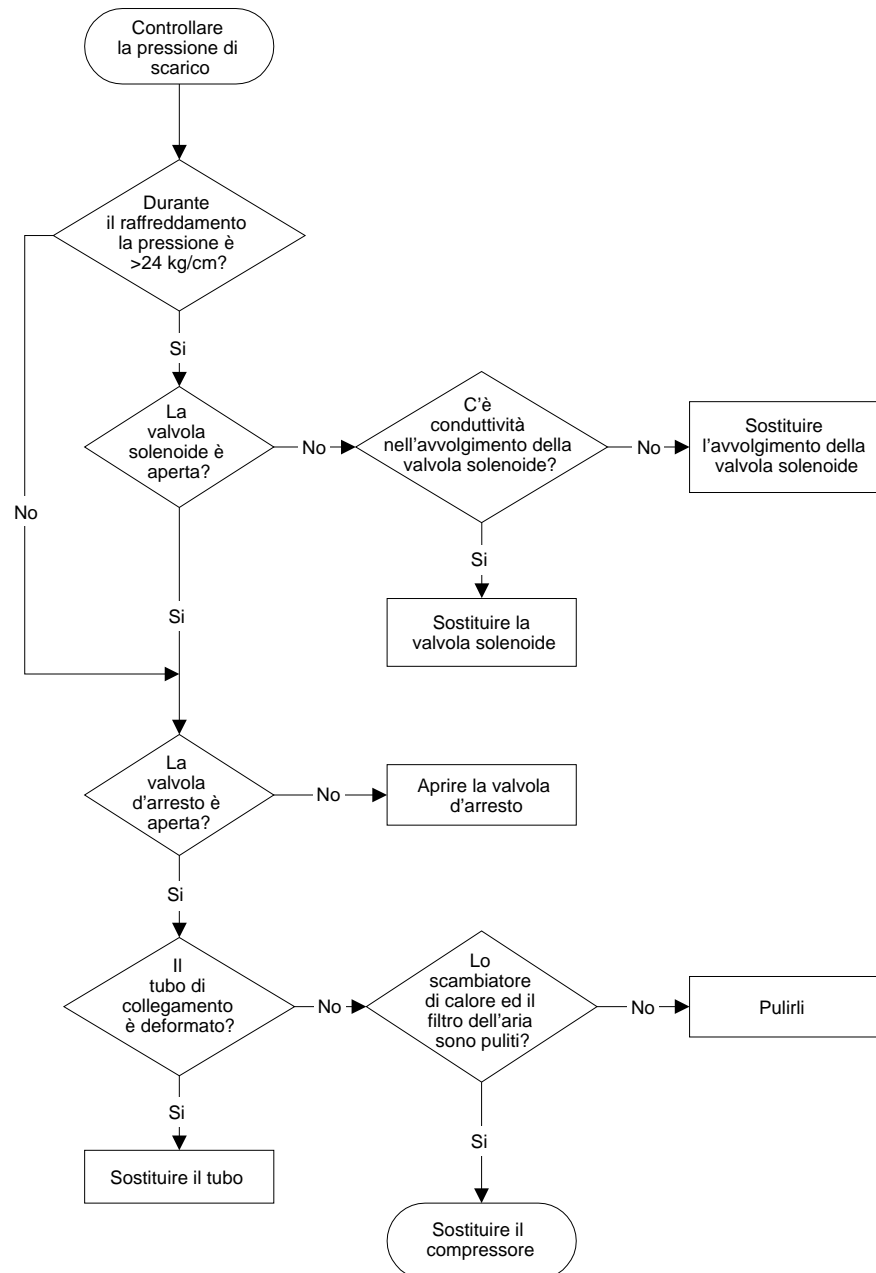 Controllare
la pressione di
scarico
Durante
il raffreddamento
la pressione è
>24 kg/cm?
Si
La
valvola
solenoide è
aperta?
No
C'è
conduttività
nell'avvolgimento della
valvola solenoide?
No
Sostituire
l'avvolgimento della
valvola solenoide
No
Si
Si
Sostituire la
valvola solenoide
La
valvola
d'arresto è
aperta?
No
Aprire la valvola
d'arresto
Si
Il
tubo di
collegamento
è deformato?
No
Lo
scambiatore
di calore ed il
filtro dell'aria
sono puliti?
No
Pulirli
Si
Si
Sostituire il tubo
Sostituire il
compressore